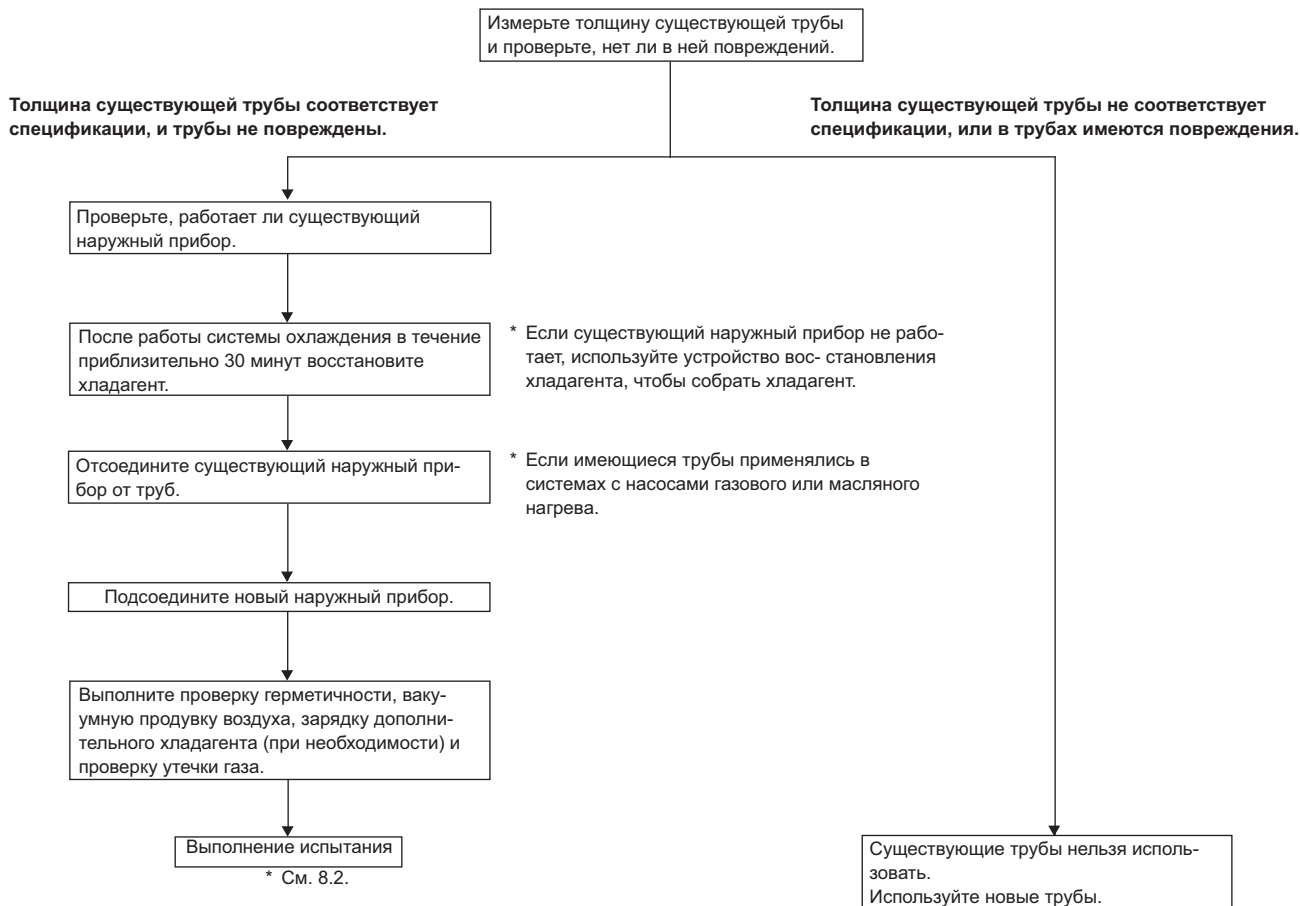 Измерьте толщину существующей трубы
и проверьте, нет ли в ней повреждений.
Толщина существующей трубы соответствует
спецификации, и трубы не повреждены.
Толщина существующей трубы не соответствует
спецификации, или в трубах имеются повреждения.
Проверьте, работает ли существующий
наружный прибор.
После работы системы охлаждения в течение
приблизительно 30 минут восстановите
хладагент.
* Если существующий наружный прибор не рабо-
тает, используйте устройство вос- становления
хладагента, чтобы собрать хладагент.
Отсоедините существующий наружный при-
бор от труб.
* Если имеющиеся трубы применялись в
системах с насосами газового или масляного
нагрева.
Подсоедините новый наружный прибор.
Выполните проверку герметичности, ваку-
умную продувку воздуха, зарядку дополни-
тельного хладагента (при необходимости) и
проверку утечки газа.
Выполнение испытания
* См. 8.2.
Существующие трубы нельзя исполь-
зовать.
Используйте новые трубы.